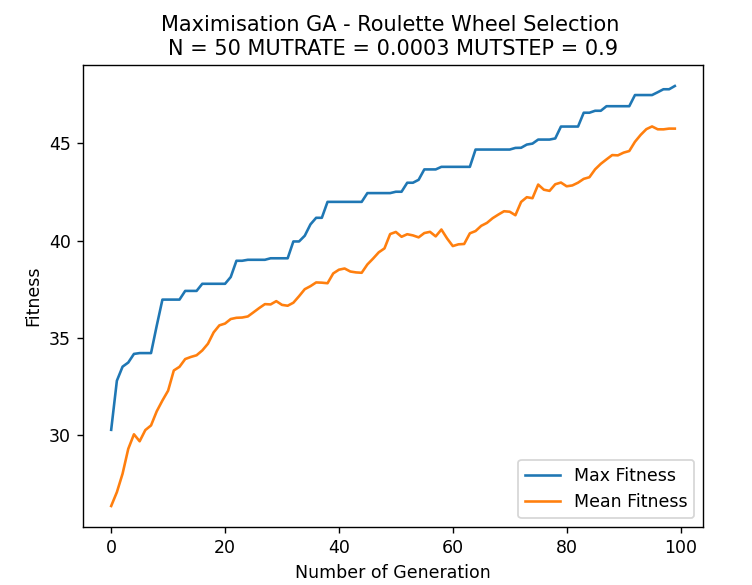 Maximisation GA - Roulette Wheel Selection
N = 50 MUTRATE = 0.0003 MUTSTEP = 0.9
45
40
35
30
Fitness
Max Fitness
Mean Fitness
0 20 40 60 80 100
Number of Generation